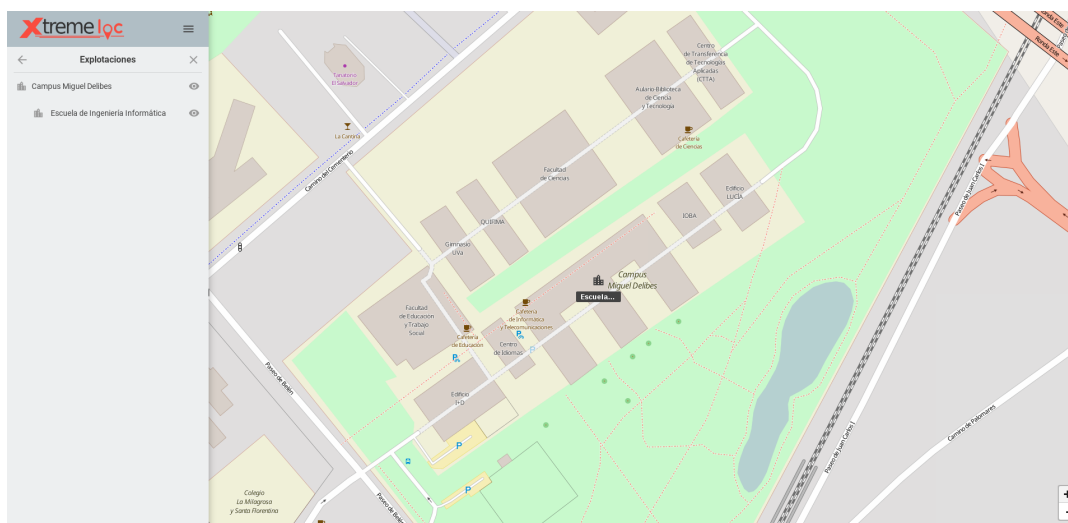 Xtreme loc
Explotaciones
Campus Miguel Delibes
Escuela de Ingeniería Informática
Tanatorio
El Salvador
La Cantina
Camino del Cementerio
Centro
de Transferencia
de Tecnologías
Aplicadas
(CTTA)
Aulario-Biblioteca
de Ciencia
y Tecnología
Cafetería
de Ciencias
Facultad
de Ciencias
QUIFIMA
Gimnasio
UVa
Edificio
LUCIA
IOBA
Campus
Miguel Delibes
Escuela...
Cafetería
de Informática
y Telecomunicaciones
Facultad
de Educación
y Trabajo
Social
Cafetería
de Educación
Centro
de Idiomas
Edificio
I+D
P
P
Paseo de Belén
Paseo de Belén
Colegio
La Milagrosa
y Santa Florentina
Ronda Este
Ronda Este
Paseo de Juan Carlos I
Paseo de Juan Carlos I
Camino de Palomares
+
-